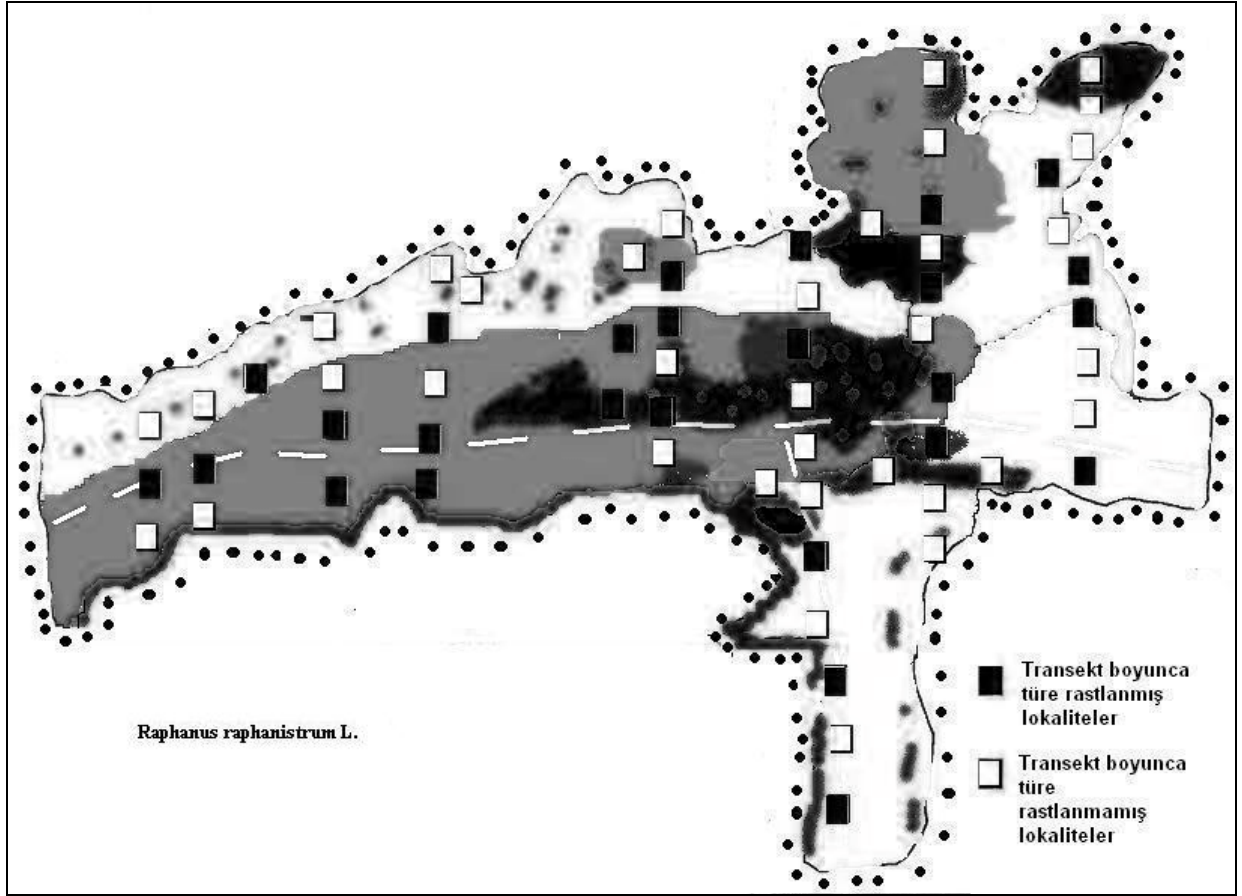 Transekt boyunca
türe rastlanmış
lokaliteler
Raphanus raphanistrum L.
Transekt boyunca
türe
rastlanmamış
lokaliteler